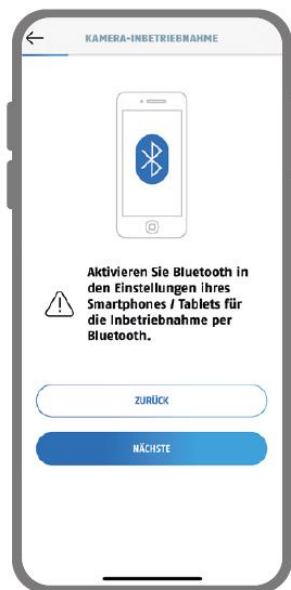 KAMERA-INBETRIEBNAHME
Aktivieren Sie Bluetooth in
den Einstellungen ihres
Smartphones / Tablets für
die Inbetriebnahme per
Bluetooth.
ZURÜCK
NÄCHSTE